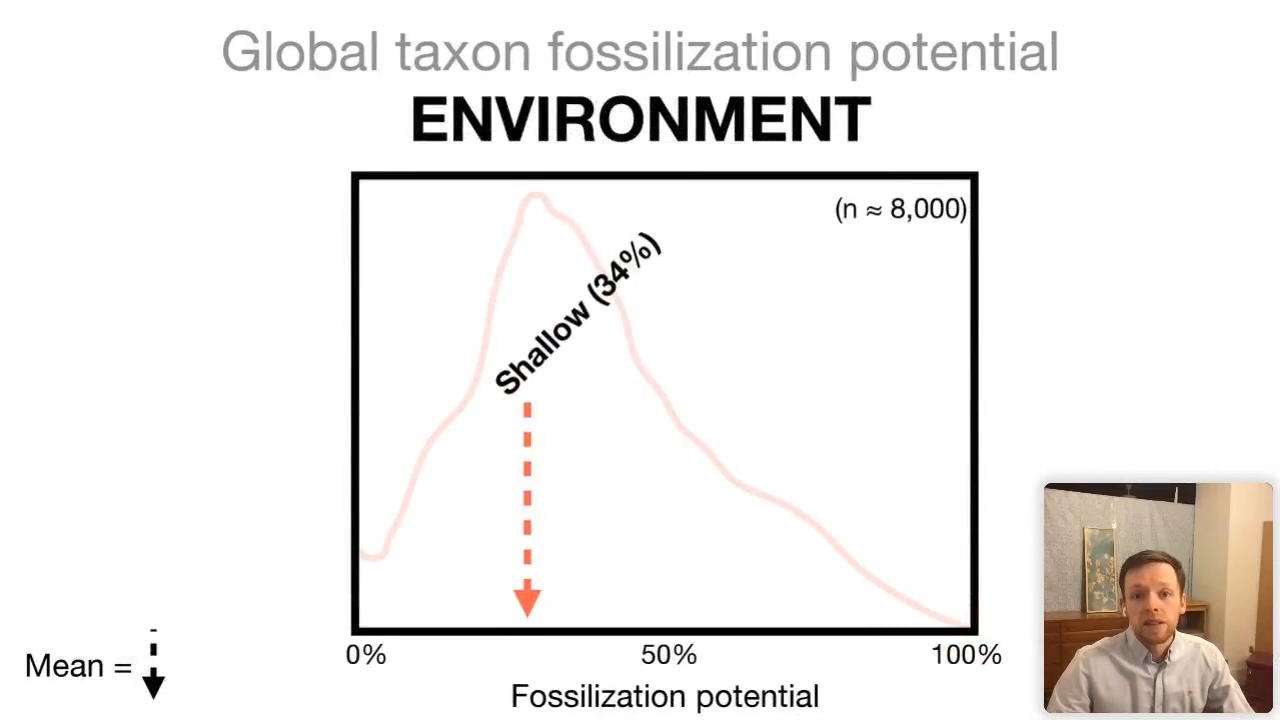 Global taxon fossilization potential
ENVIRONMENT
(n ≈ 8,000)
Shallow (34%)
0%
50%
100%
Mean =
Fossilization potential